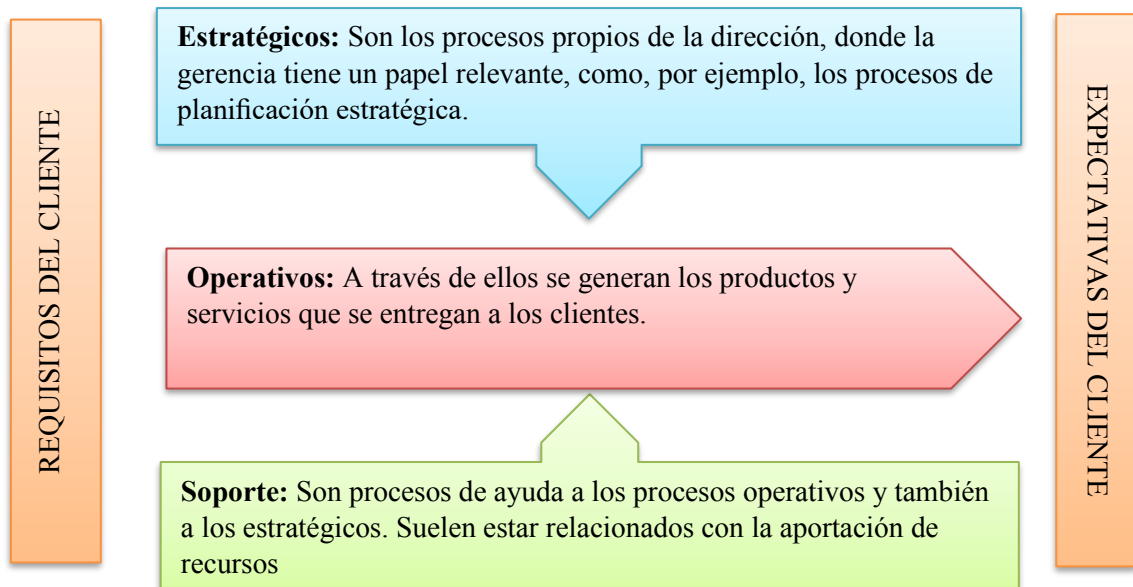 REQUISITOS DEL CLIENTE
Estratégicos: Son los procesos propios de la dirección, donde la
gerencia tiene un papel relevante, como, por ejemplo, los procesos de
planificación estratégica.
Operativos: A través de ellos se generan los productos y
servicios que se entregan a los clientes.
Soporte: Son procesos de ayuda a los procesos operativos y también
a los estratégicos. Suelen estar relacionados con la aportación de
recursos
EXPECTATIVAS DEL CLIENTE